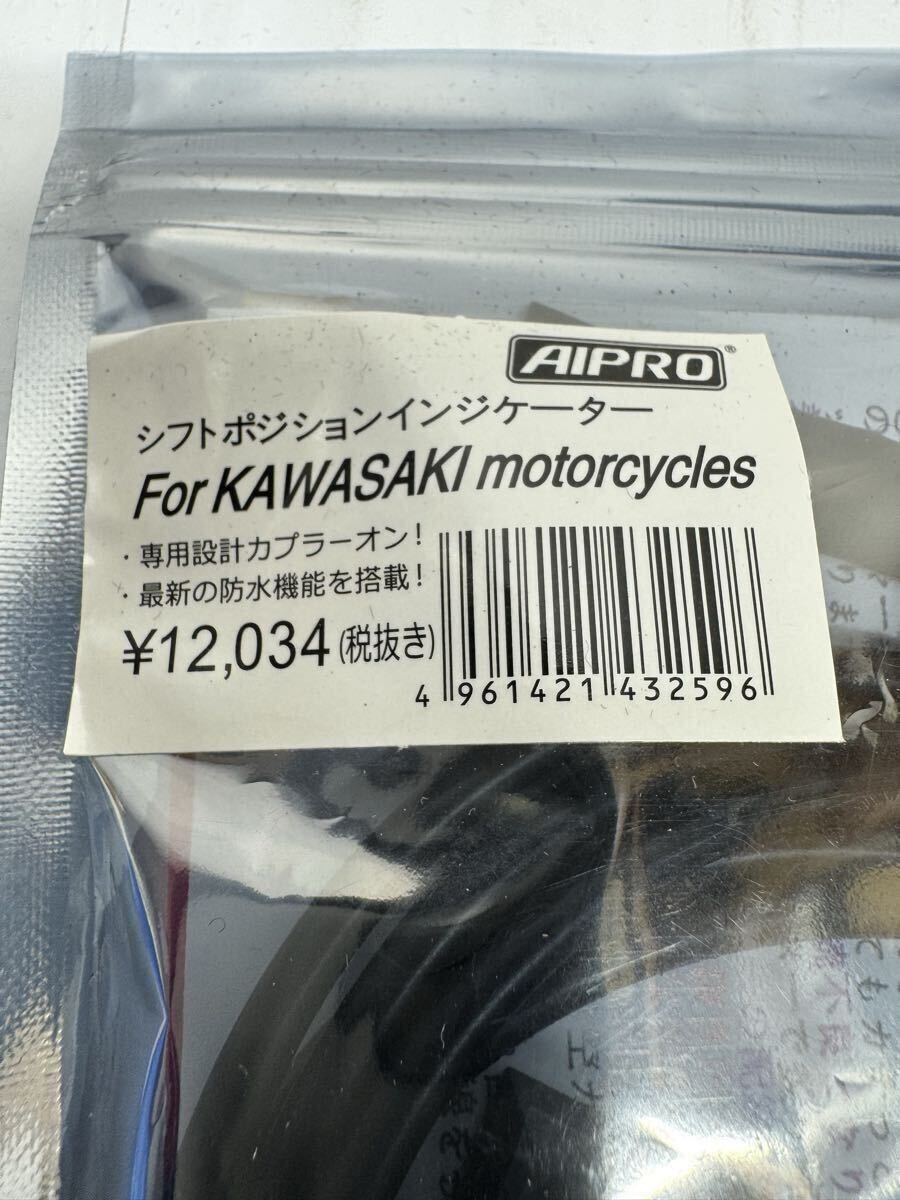 AIPRO®
シフトポジションインジケーター
For KAWASAKI motorcycles
・専用設計カプラーオン!
・最新の防水機能を搭載!
¥12,034(税抜き)
4 961421 432596